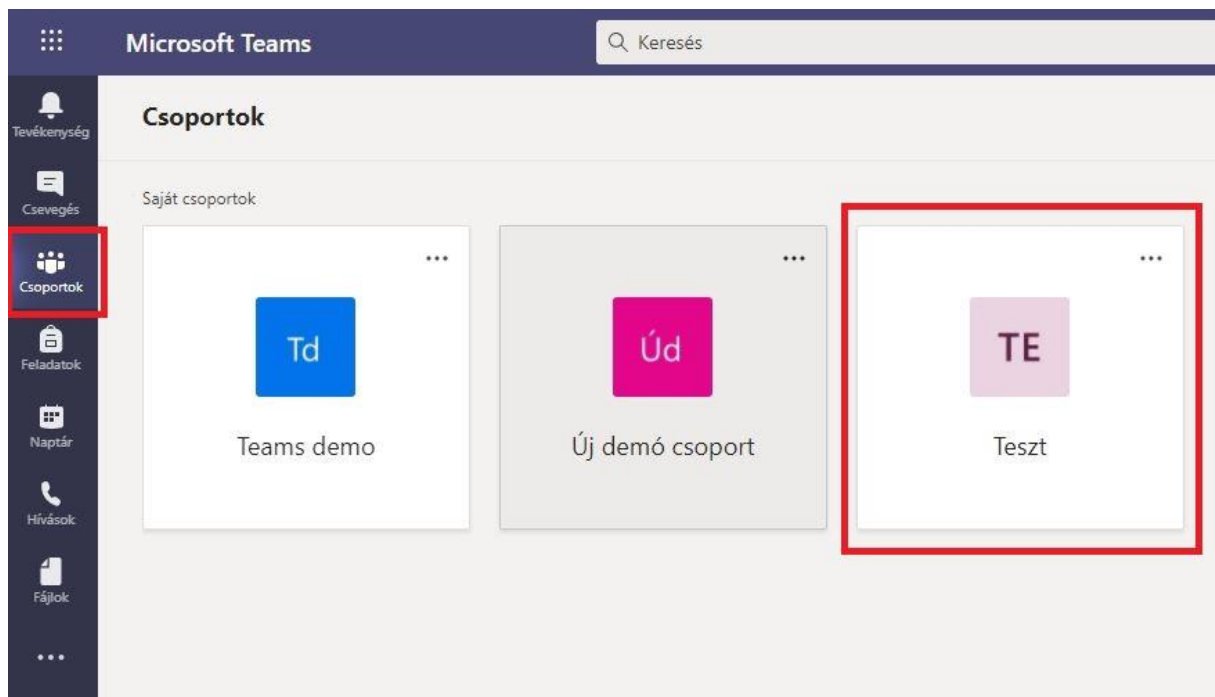 Microsoft Teams
Keresés
Tevékenység
Csevegés
Csoportok
Feladatok
Naptár
Hívások
Fájlok
Csoportok
Saját csoportok
Td
Teams demo
Úd
Új demó csoport
TE
Teszt